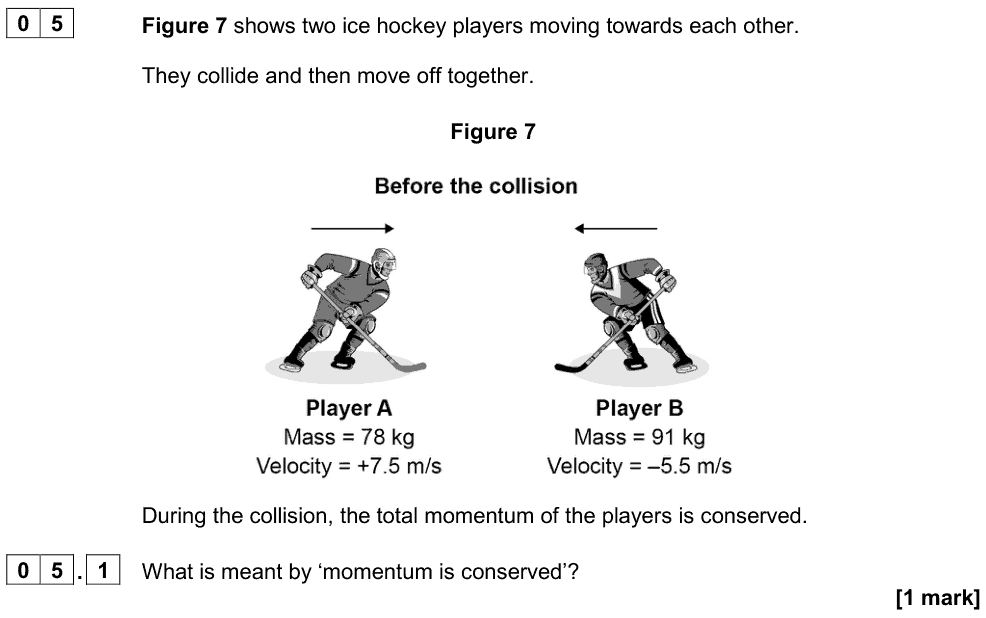 0 5 Figure 7 shows two ice hockey players moving towards each other.
They collide and then move off together.
Figure 7
Before the collision
Player A
Mass = 78 kg
Velocity = +7.5 m/s
Player B
Mass = 91 kg
Velocity = –5.5 m/s
During the collision, the total momentum of the players is conserved.
0 5 . 1 What is meant by ‘momentum is conserved’?
[1 mark]